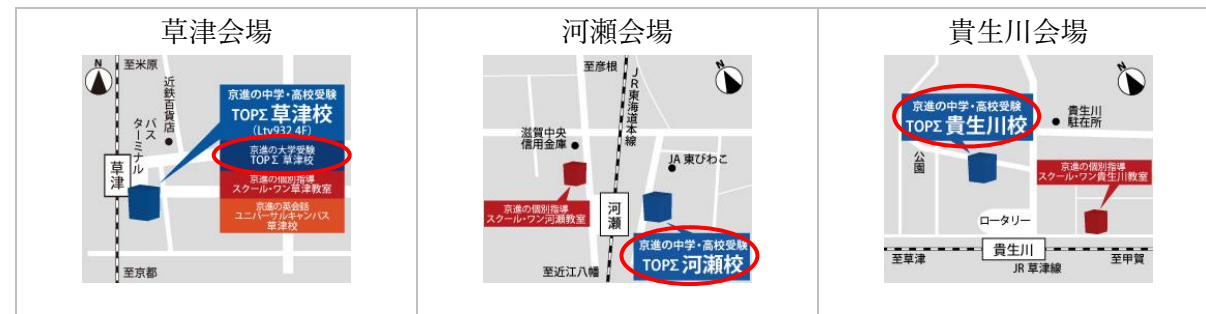 草津会場
N
至米原
近鉄百貨店
バスターミナル
京進の中学・高校受験
TOPΣ 草津校
(Ltv932 4F)
京進の大学受験
TOPΣ 草津校
京進の個別指導
スクール・ワン草津教室
京進の英会話
ユニバーサルキャンパス
草津校
草津
至京都
河瀬会場
至彦根
N
JR東海道本線
滋賀中央
信用金庫
JA 東びわこ
京進の個別指導
スクール・ワン河瀬教室
河瀬
京進の中学・高校受験
TOPΣ 河瀬校
至近江八幡
貴生川会場
N
京進の中学・高校受験
TOPΣ 貴生川校
貴生川
駐在所
公園
京進の個別指導
スクール・ワン貴生川教室
ロータリー
貴生川
至草津
JR 草津線
至甲賀